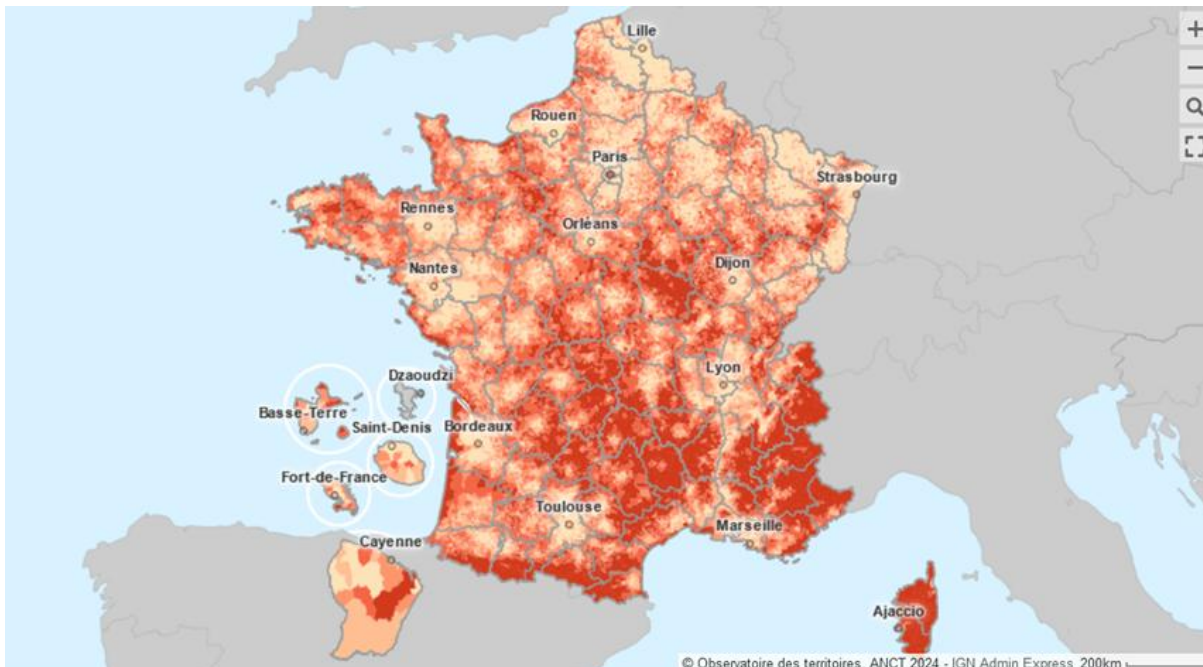 Lille
Rouen
Paris
Strasbourg
Rennes
Orléans
Nantes
Dijon
Lyon
Dzaoudzi
Basse-Terre
Saint-Denis
Bordeaux
Fort-de-France
Toulouse
Marseille
Cayenne
Ajaccio
© Observatoire des territoires, ANCT 2024 - IGN Admin Express 200km